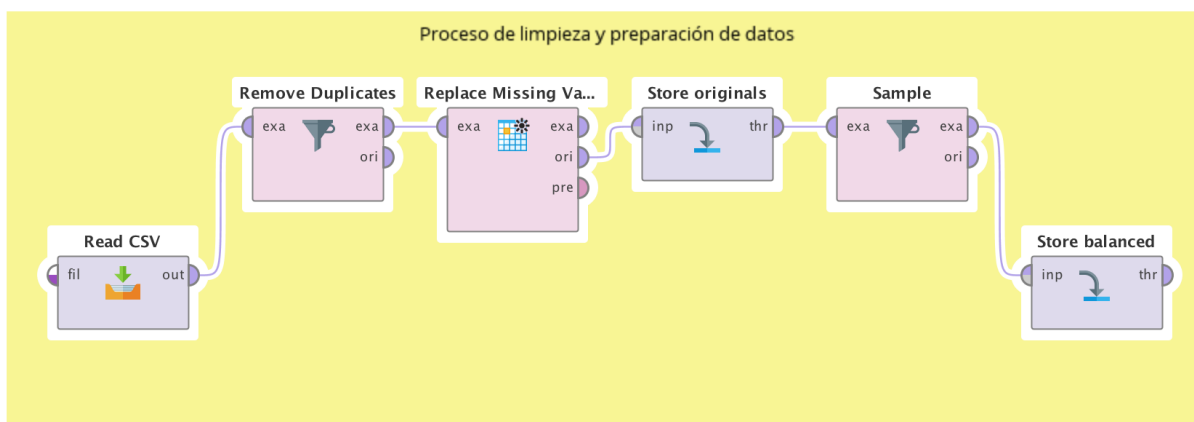 Proceso de limpieza y preparación de datos
Remove Duplicates
exa exa
ori
Replace Missing Va...
exa exa
ori
pre
Store originals
inp thr
Sample
exa exa
ori
Read CSV
fil out
Store balanced
inp thr